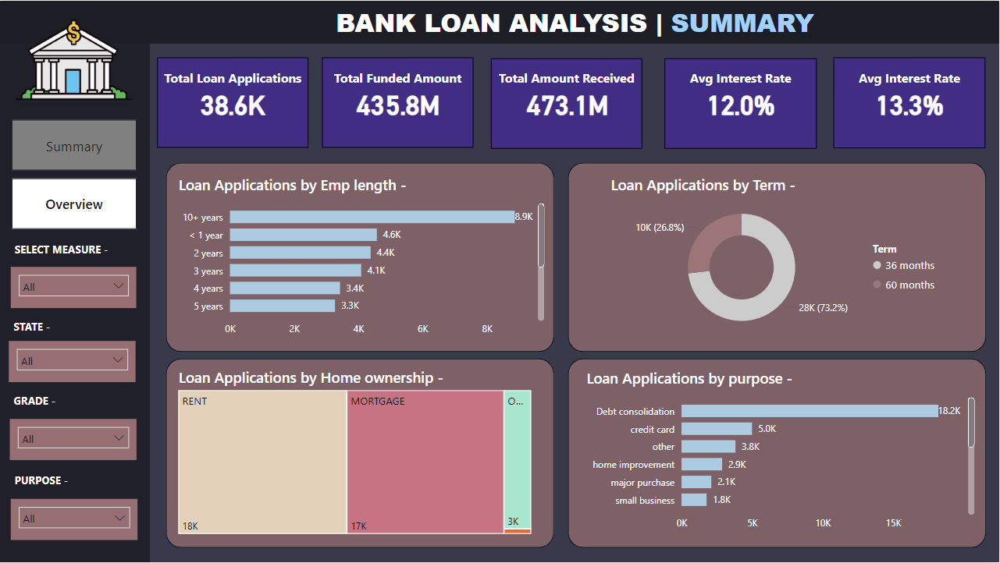 BANK LOAN ANALYSIS | SUMMARY
Total Loan Applications
38.6K
Total Funded Amount
435.8M
Total Amount Received
473.1M
Avg Interest Rate
12.0%
Avg Interest Rate
13.3%
Summary
Overview
SELECT MEASURE -
All
STATE -
All
GRADE -
All
PURPOSE -
All
Loan Applications by Emp length -
10+ years 8.9K
< 1 year 4.6K
2 years 4.4K
3 years 4.1K
4 years 3.4K
5 years 3.3K
0K 2K 4K 6K 8K
Loan Applications by Term -
10K (26.8%)
28K (73.2%)
Term
36 months
60 months
Loan Applications by Home ownership -
RENT
18K
MORTGAGE
17K
O...
3K
Loan Applications by purpose -
Debt consolidation 18.2K
credit card 5.0K
other 3.8K
home improvement 2.9K
major purchase 2.1K
small business 1.8K
0K 5K 10K 15K